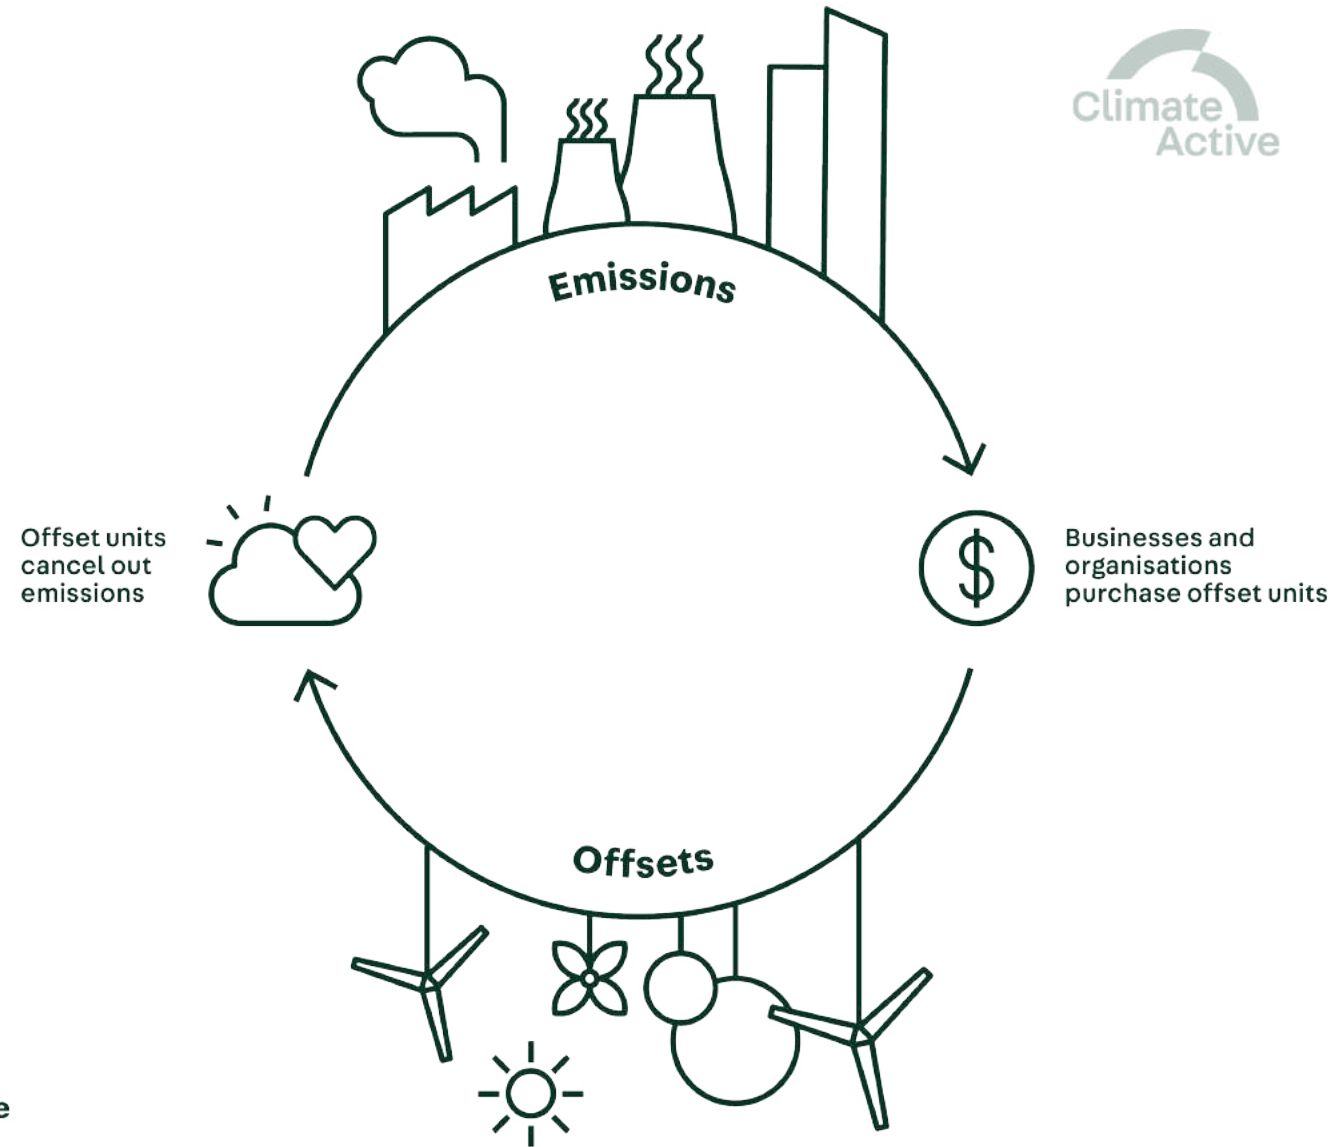 Climate
Active
Emissions
Offset units
cancel out
emissions
Businesses and
organisations
purchase offset units
Offsets
e